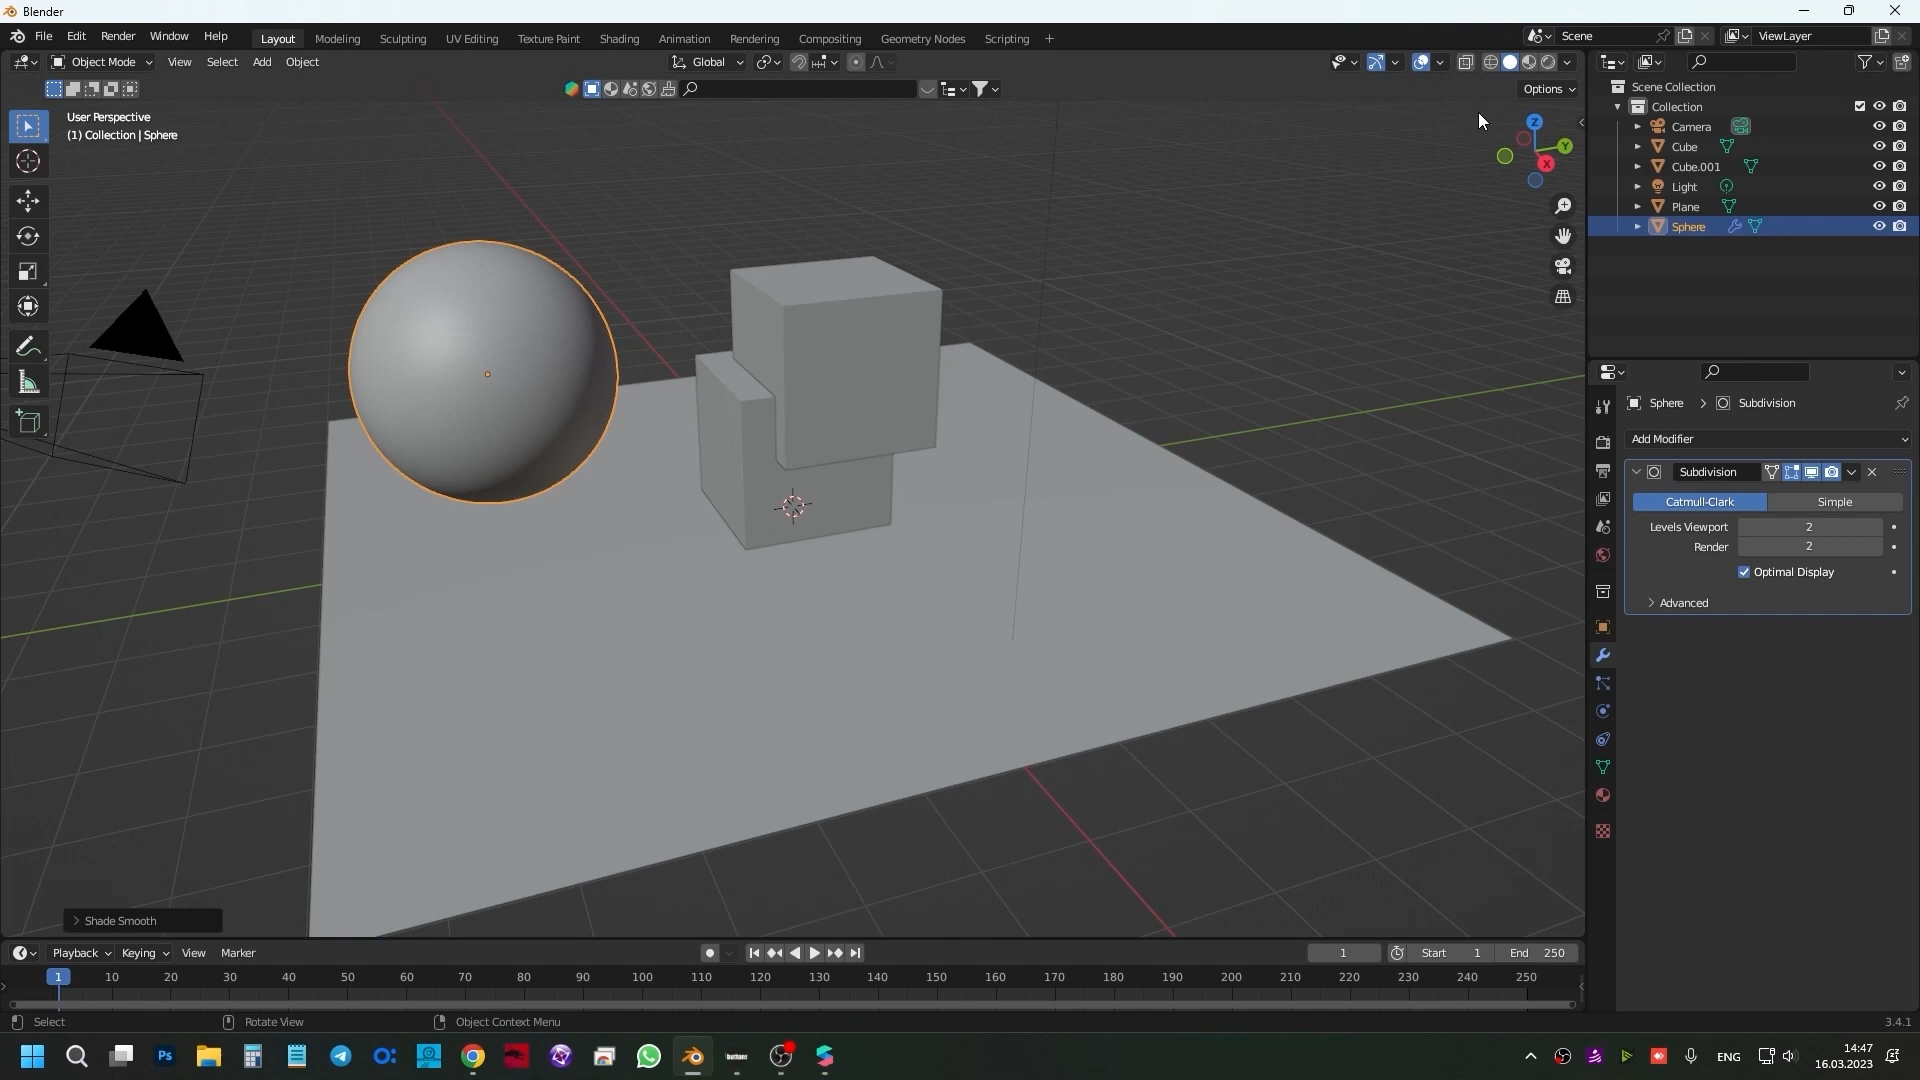 Blender
File Edit Render Window Help Layout Modeling Sculpting UV Editing Texture Paint Shading Animation Rendering Compositing Geometry Nodes Scripting + Scene ViewLayer
Object Mode View Select Add Object Global
Options
User Perspective
(1) Collection | Sphere
Z
Y
X
Scene Collection
Collection
Camera
Cube
Cube.001
Light
Plane
Sphere
Sphere > Subdivision
Add Modifier
Subdivision
Catmull-Clark Simple
Levels Viewport 2
Render 2
Optimal Display
> Advanced
> Shade Smooth
Playback Keying View Marker 1 Start 1 End 250
1 10 20 30 40 50 60 70 80 90 100 110 120 130 140 150 160 170 180 190 200 210 220 230 240 250
Select Rotate View Object Context Menu 3.4.1
Ps ENG 14:47
16.03.2023